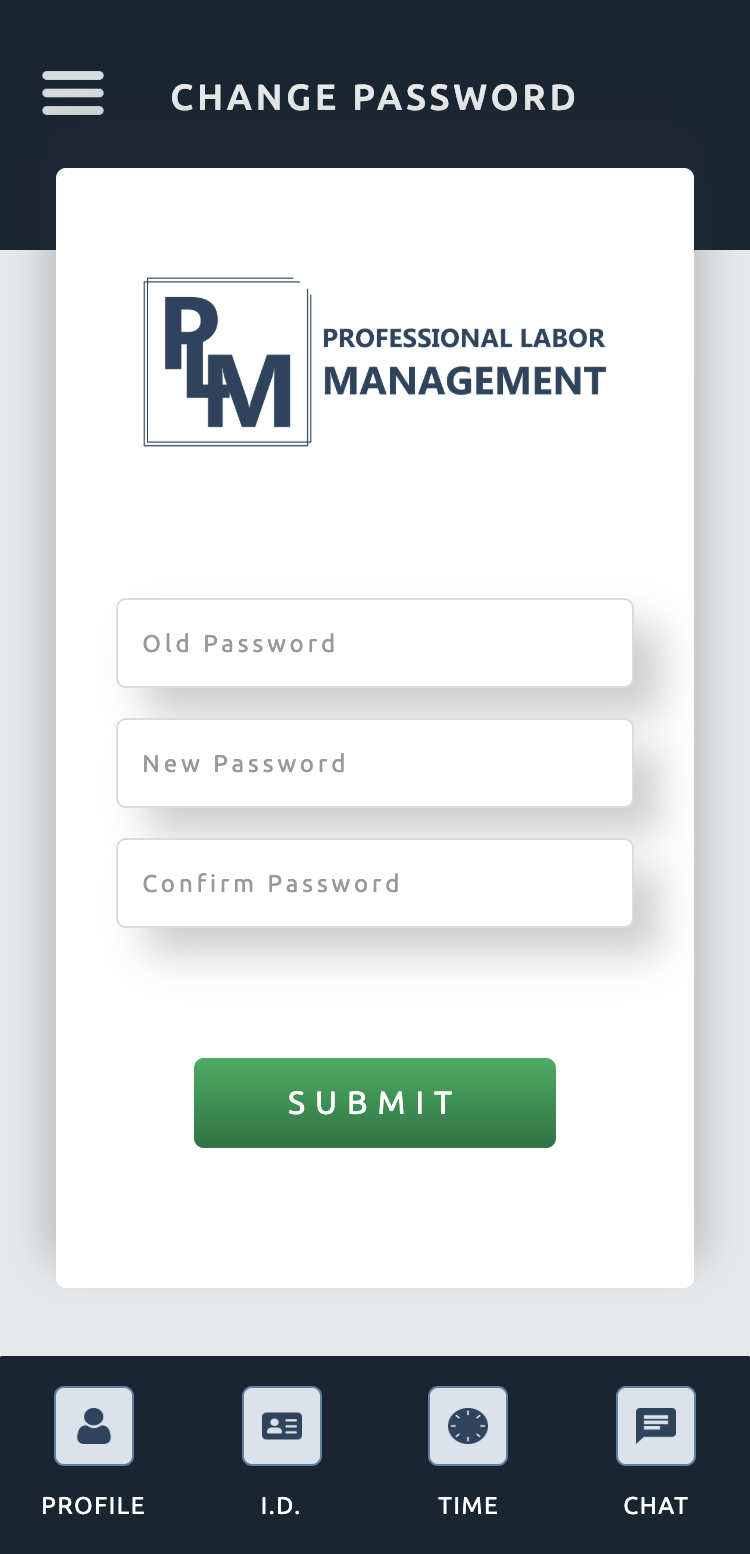 CHANGE PASSWORD
PLM
PROFESSIONAL LABOR
MANAGEMENT
Old Password
New Password
Confirm Password
SUBMIT
PROFILE
I.D.
TIME
CHAT